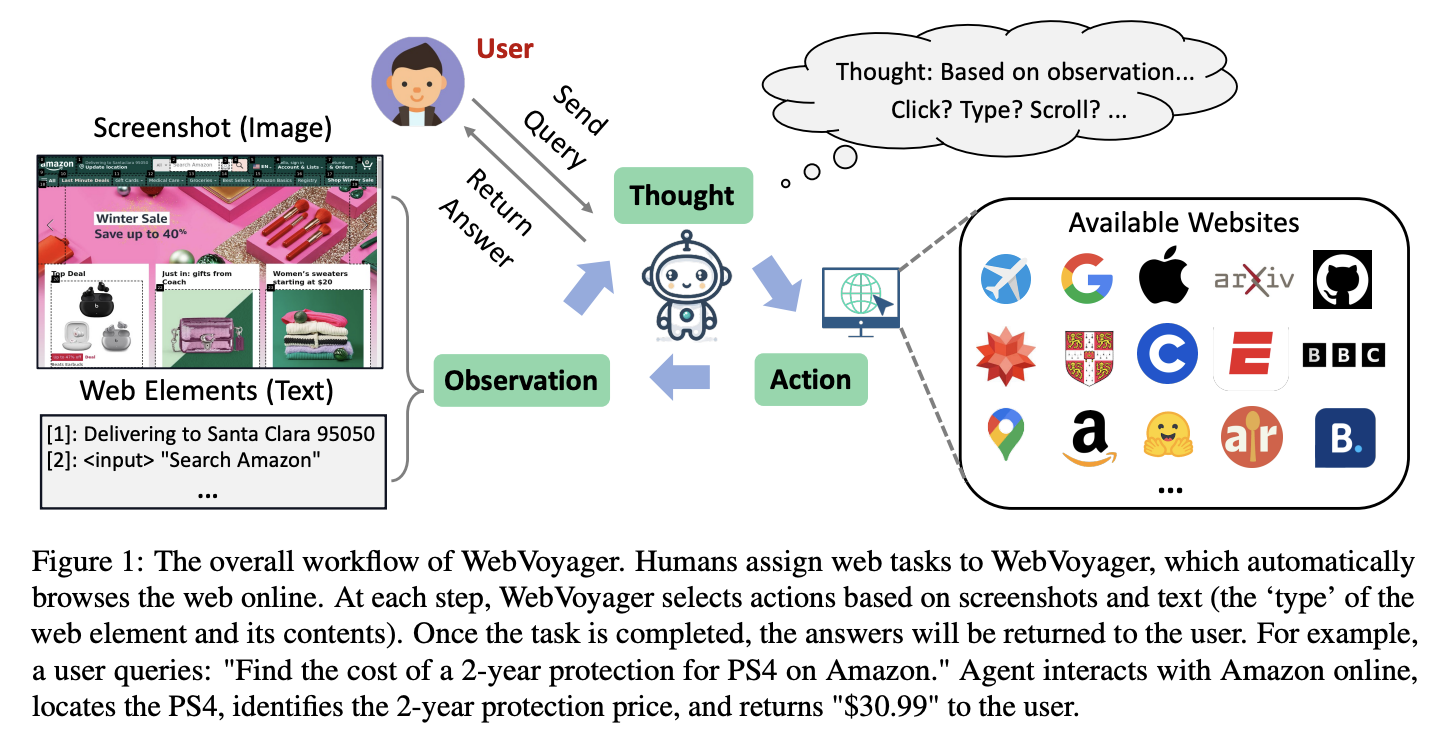 User
Send
Query
Return
Answer
Thought: Based on observation...
Click? Type? Scroll? ...
Screenshot (Image)
amazon
Delivering to Santa Clara 95050
Update location
All
Search Amazon
EN
Account & Lists
& Orders
All
Last Minute Deals
Gift Cards
Medical Care
Groceries
Best Sellers
Amazon Basics
Registry
Shop Winter Sale
Winter Sale
Save up to 40%
Top Deal
Just in: gifts from
Coach
Women's sweaters
starting at $20
Up to 47% off
Deal
Beats Earbuds
Web Elements (Text)
[1]: Delivering to Santa Clara 95050
[2]: <input> "Search Amazon"
...
Thought
Observation
Action
Available Websites
arXiv
BBC
a
air
B.
...
Figure 1: The overall workflow of WebVoyager. Humans assign web tasks to WebVoyager, which automatically
browses the web online. At each step, WebVoyager selects actions based on screenshots and text (the ‘type’ of the
web element and its contents). Once the task is completed, the answers will be returned to the user. For example,
a user queries: "Find the cost of a 2-year protection for PS4 on Amazon." Agent interacts with Amazon online,
locates the PS4, identifies the 2-year protection price, and returns "$30.99" to the user.